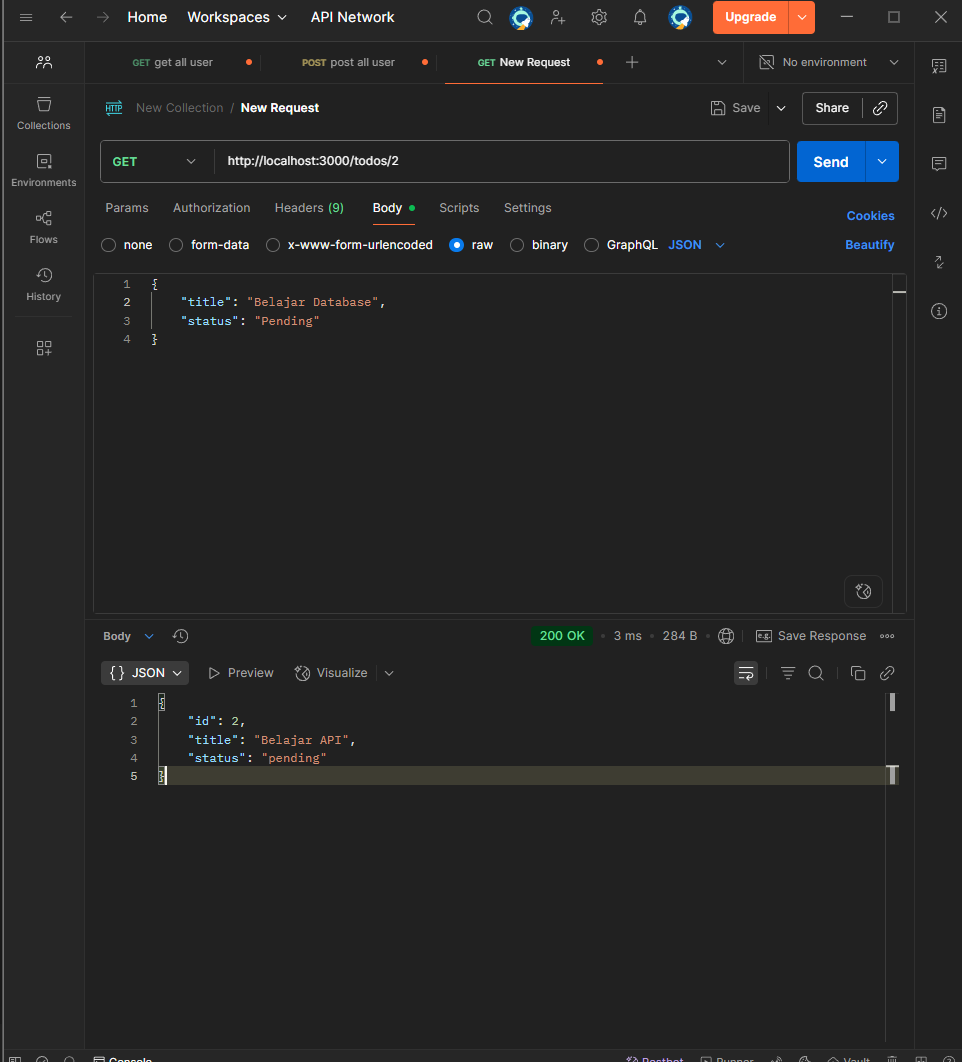 Home Workspaces API Network Upgrade
GET get all user POST post all user GET New Request No environment
HTTP New Collection / New Request Save Share
Collections
Environments
Flows
History
GET http://localhost:3000/todos/2 Send
Params Authorization Headers (9) Body Scripts Settings Cookies
none form-data x-www-form-urlencoded raw binary GraphQL JSON Beautify
1 {
2 "title": "Belajar Database",
3 "status": "Pending"
4 }
Body 200 OK • 3 ms • 284 B • e.g. Save Response
{} JSON Preview Visualize
1 {
2 "id": 2,
3 "title": "Belajar API",
4 "status": "pending"
5 }
Console Postbot Runner Vault